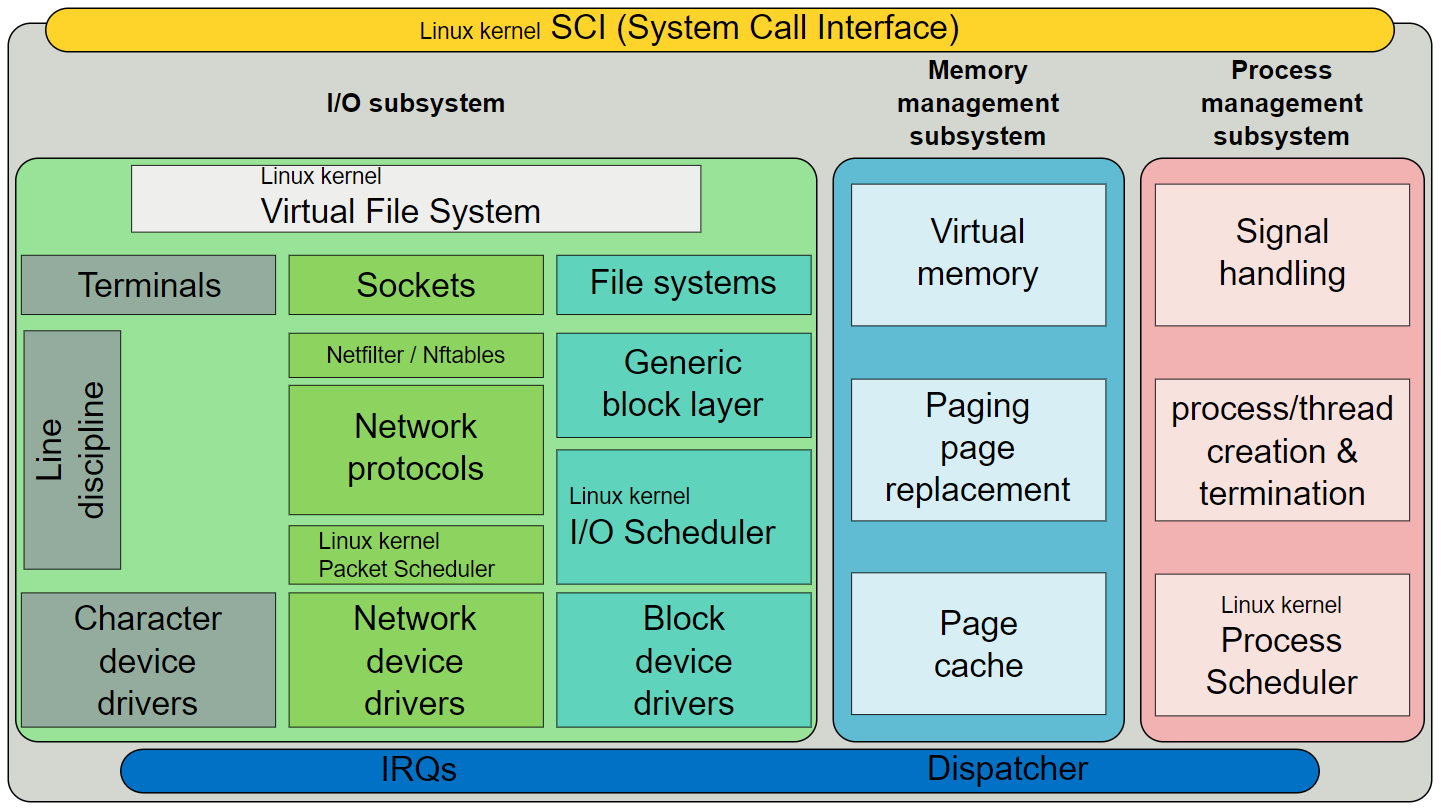 Linux kernel SCI (System Call Interface)
I/O subsystem
Memory
management
subsystem
Process
management
subsystem
Linux kernel
Virtual File System
Terminals
Sockets
File systems
Line
discipline
Netfilter / Nftables
Network
protocols
Linux kernel
Packet Scheduler
Generic
block layer
Linux kernel
I/O Scheduler
Character
device
drivers
Network
device
drivers
Block
device
drivers
Virtual
memory
Paging
page
replacement
Page
cache
Signal
handling
process/thread
creation &
termination
Linux kernel
Process
Scheduler
IRQs
Dispatcher